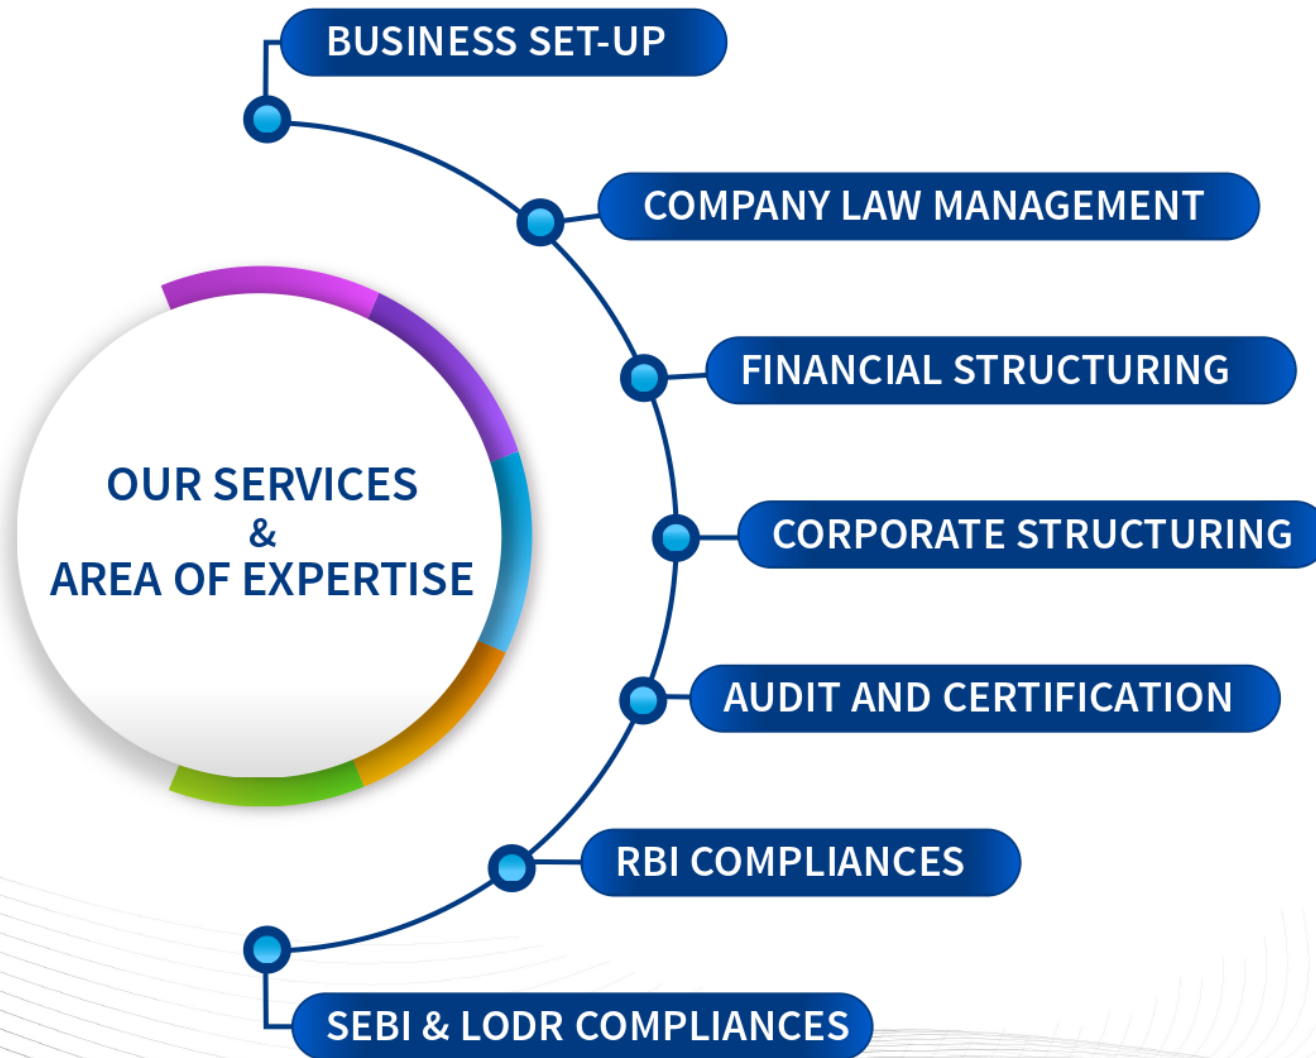 BUSINESS SET-UP
COMPANY LAW MANAGEMENT
FINANCIAL STRUCTURING
OUR SERVICES
&
AREA OF EXPERTISE
CORPORATE STRUCTURING
AUDIT AND CERTIFICATION
RBI COMPLIANCES
SEBI & LODR COMPLIANCES